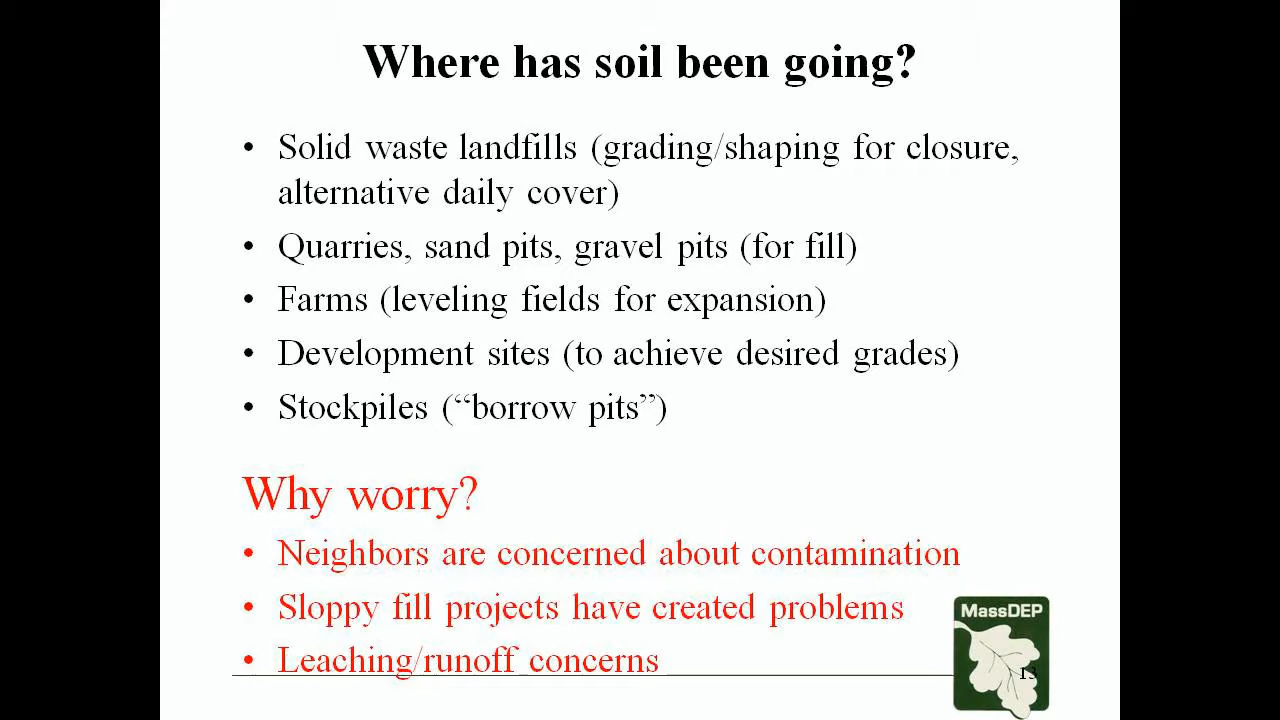 Where has soil been going?
• Solid waste landfills (grading/shaping for closure,
alternative daily cover)
• Quarries, sand pits, gravel pits (for fill)
• Farms (leveling fields for expansion)
• Development sites (to achieve desired grades)
• Stockpiles (“borrow pits”)
Why worry?
• Neighbors are concerned about contamination
• Sloppy fill projects have created problems
• Leaching/runoff concerns
MassDEP
13